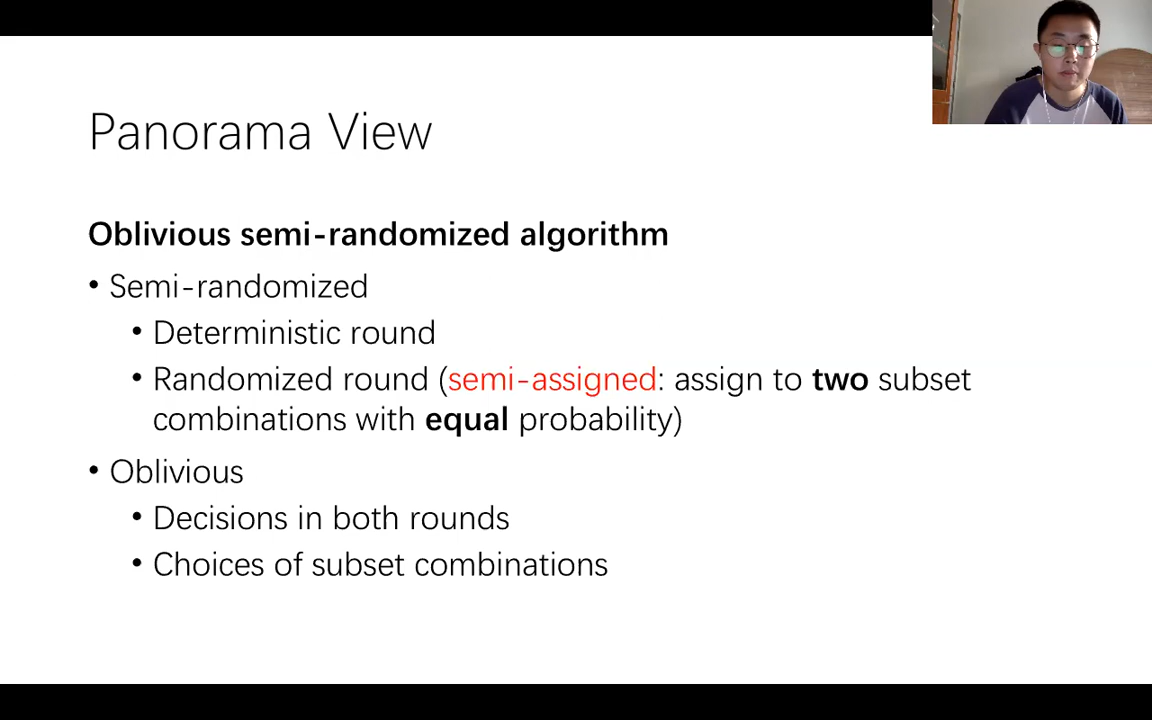 Panorama View
Oblivious semi-randomized algorithm
• Semi-randomized
• Deterministic round
• Randomized round (semi-assigned: assign to two subset
combinations with equal probability)
• Oblivious
• Decisions in both rounds
• Choices of subset combinations